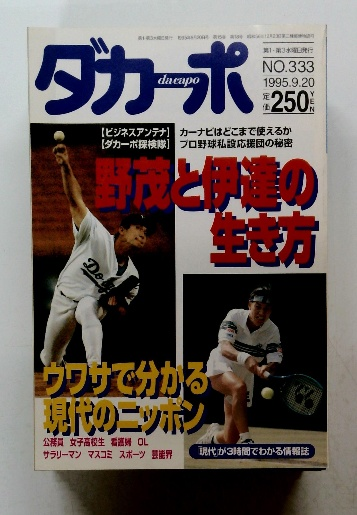 ダカーポ
dacapo
第1・第3水曜日発行
NO.333
1995.9.20
定価250YEN
【ビジネスアンテナ】 カーナビはどこまで使えるか
【ダカーポ探検隊】 プロ野球私設応援団の秘密
野茂と伊達の
生き方
Dodg
ウワサで分かる
現代のニッポン
公務員 女子高校生 看護婦 OL
サラリーマン マスコミ スポーツ 芸能界
「現代」が3時間でわかる情報誌